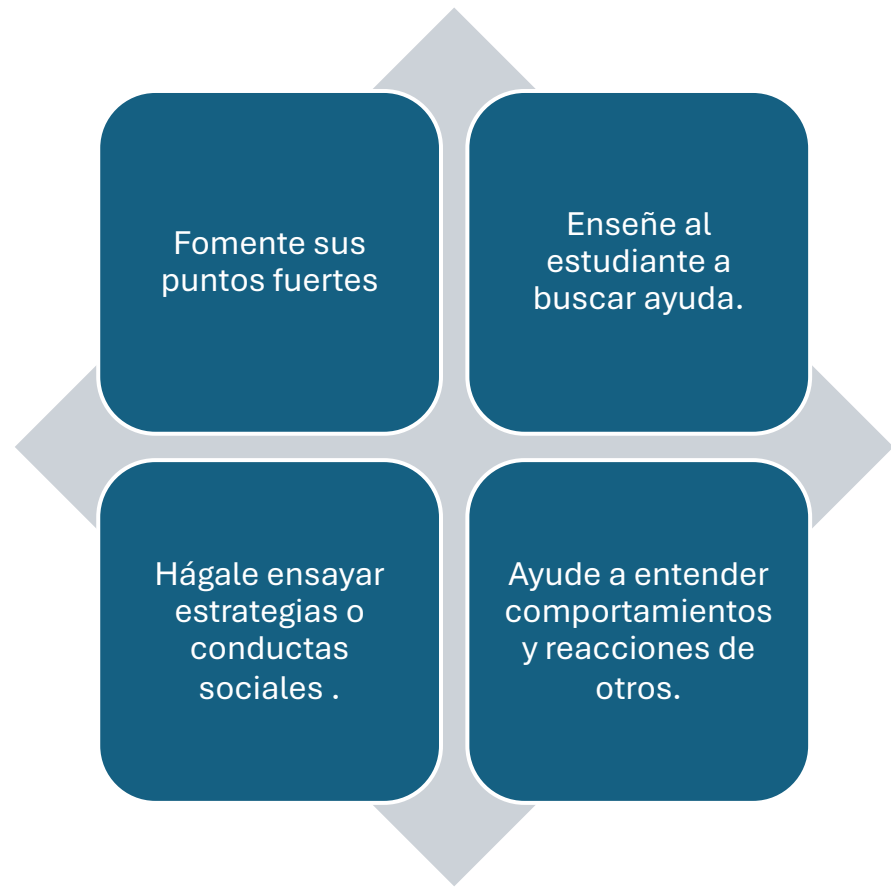 Fomente sus
puntos fuertes
Enseñe al
estudiante a
buscar ayuda.
Hágale ensayar
estrategias o
conductas
sociales .
Ayude a entender
comportamientos
y reacciones de
otros.